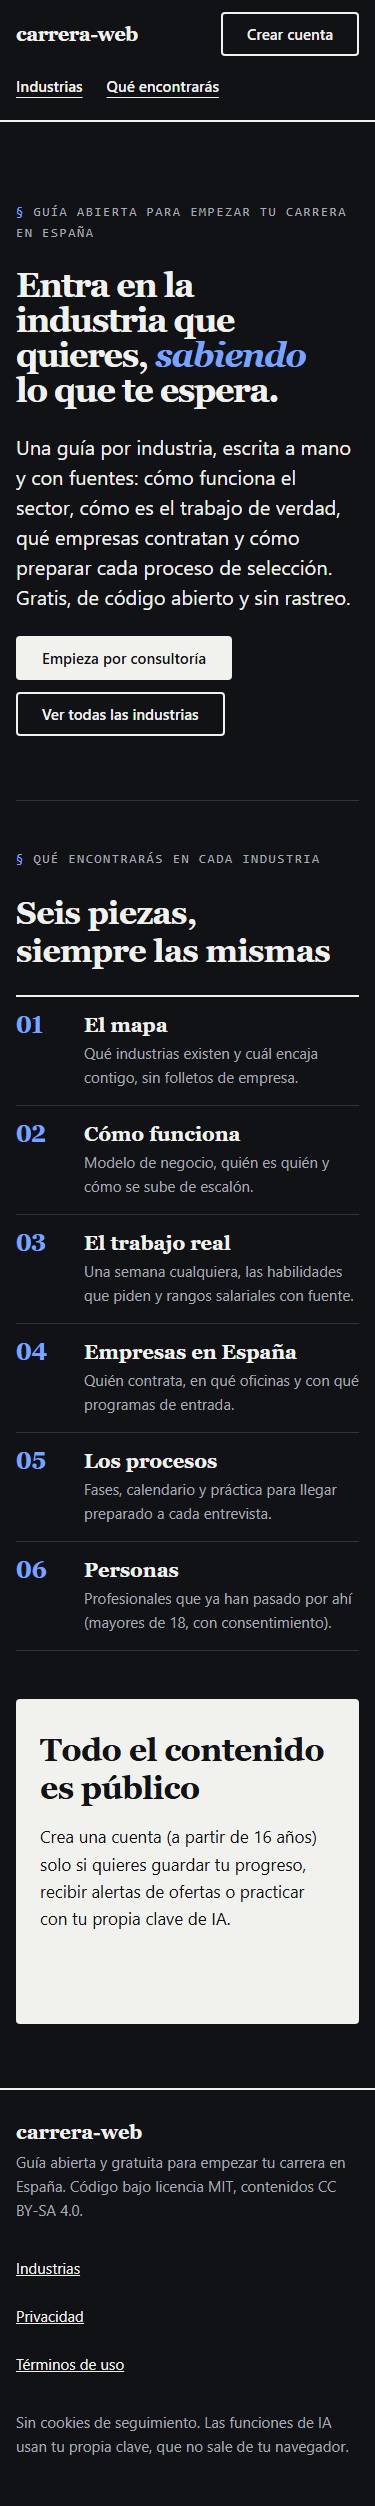 carrera-web
Crear cuenta
Industrias
Qué encontrarás
§ GUÍA ABIERTA PARA EMPEZAR TU CARRERA
EN ESPAÑA
Entra en la
industria que
quieres, sabiendo
lo que te espera.
Una guía por industria, escrita a mano
y con fuentes: cómo funciona el
sector, cómo es el trabajo de verdad,
qué empresas contratan y cómo
preparar cada proceso de selección.
Gratis, de código abierto y sin rastreo.
Empieza por consultoría
Ver todas las industrias
§ QUÉ ENCONTRARÁS EN CADA INDUSTRIA
Seis piezas,
siempre las mismas
01 El mapa
Qué industrias existen y cuál encaja
contigo, sin folletos de empresa.
02 Cómo funciona
Modelo de negocio, quién es quién y
cómo se sube de escalón.
03 El trabajo real
Una semana cualquiera, las habilidades
que piden y rangos salariales con fuente.
04 Empresas en España
Quién contrata, en qué oficinas y con qué
programas de entrada.
05 Los procesos
Fases, calendario y práctica para llegar
preparado a cada entrevista.
06 Personas
Profesionales que ya han pasado por ahí
(mayores de 18, con consentimiento).
Todo el contenido
es público
Crea una cuenta (a partir de 16 años)
solo si quieres guardar tu progreso,
recibir alertas de ofertas o practicar
con tu propia clave de IA.
carrera-web
Guía abierta y gratuita para empezar tu carrera en
España. Código bajo licencia MIT, contenidos CC
BY-SA 4.0.
Industrias
Privacidad
Términos de uso
Sin cookies de seguimiento. Las funciones de IA
usan tu propia clave, que no sale de tu navegador.